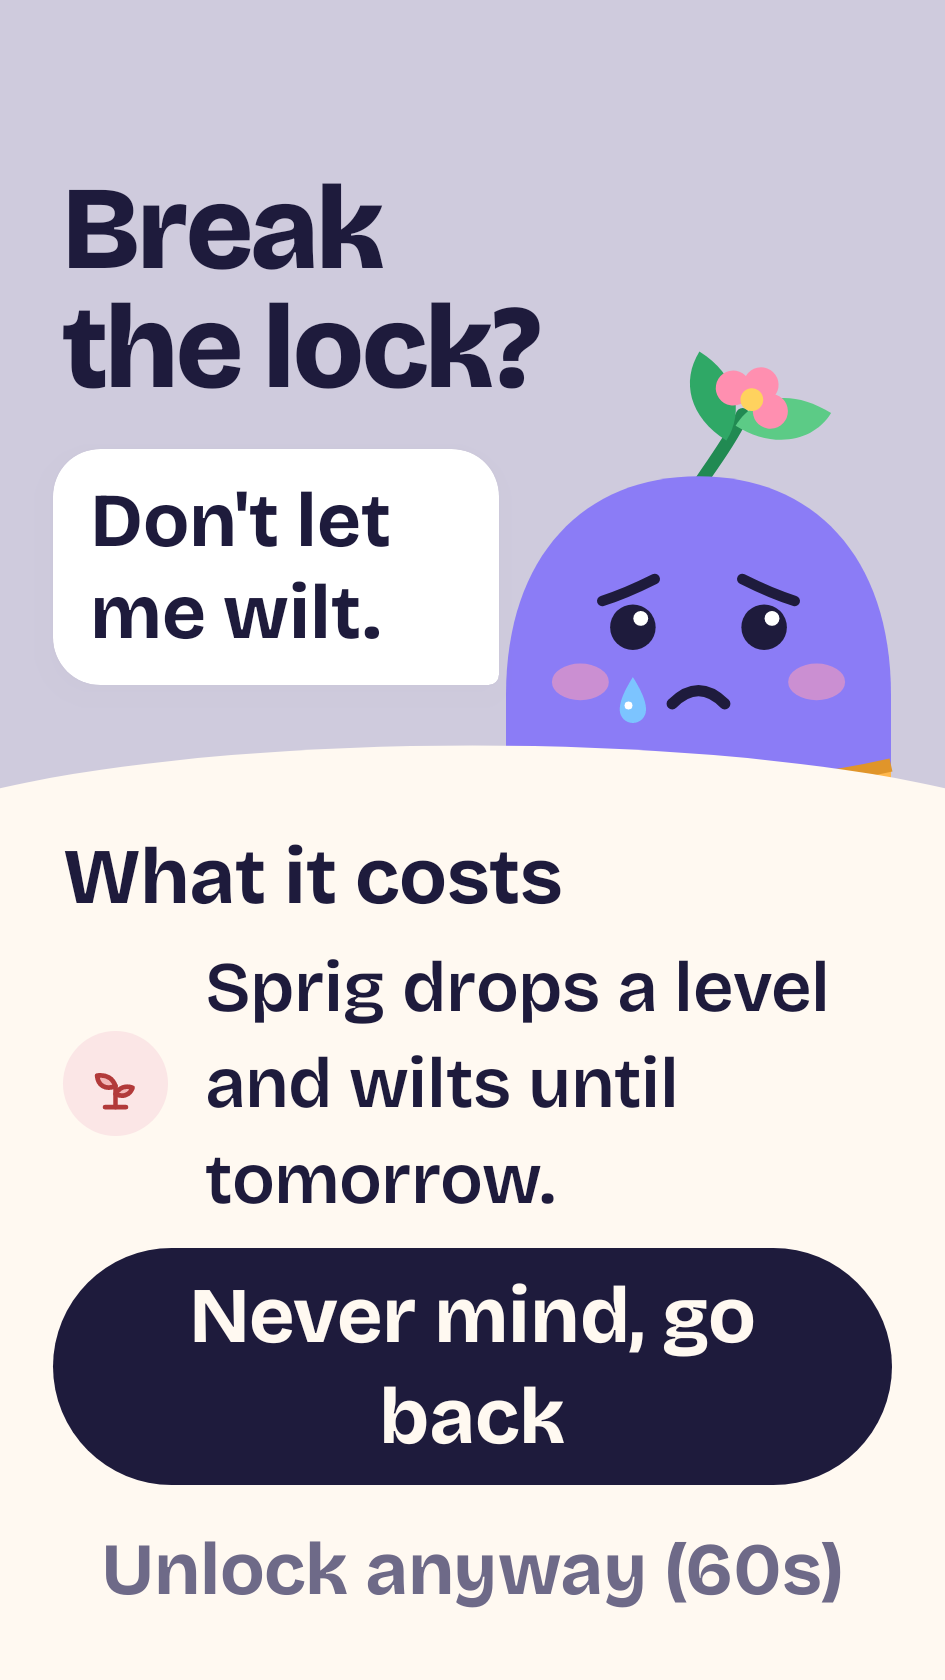 Break
the lock?
Don't let
me wilt.
What it costs
Sprig drops a level
and wilts until
tomorrow.
Never mind, go
back
Unlock anyway (60s)